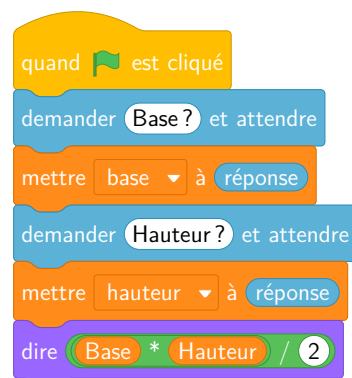 quand est cliqué
demander Base ? et attendre
mettre base à réponse
demander Hauteur ? et attendre
mettre hauteur à réponse
dire Base * Hauteur / 2